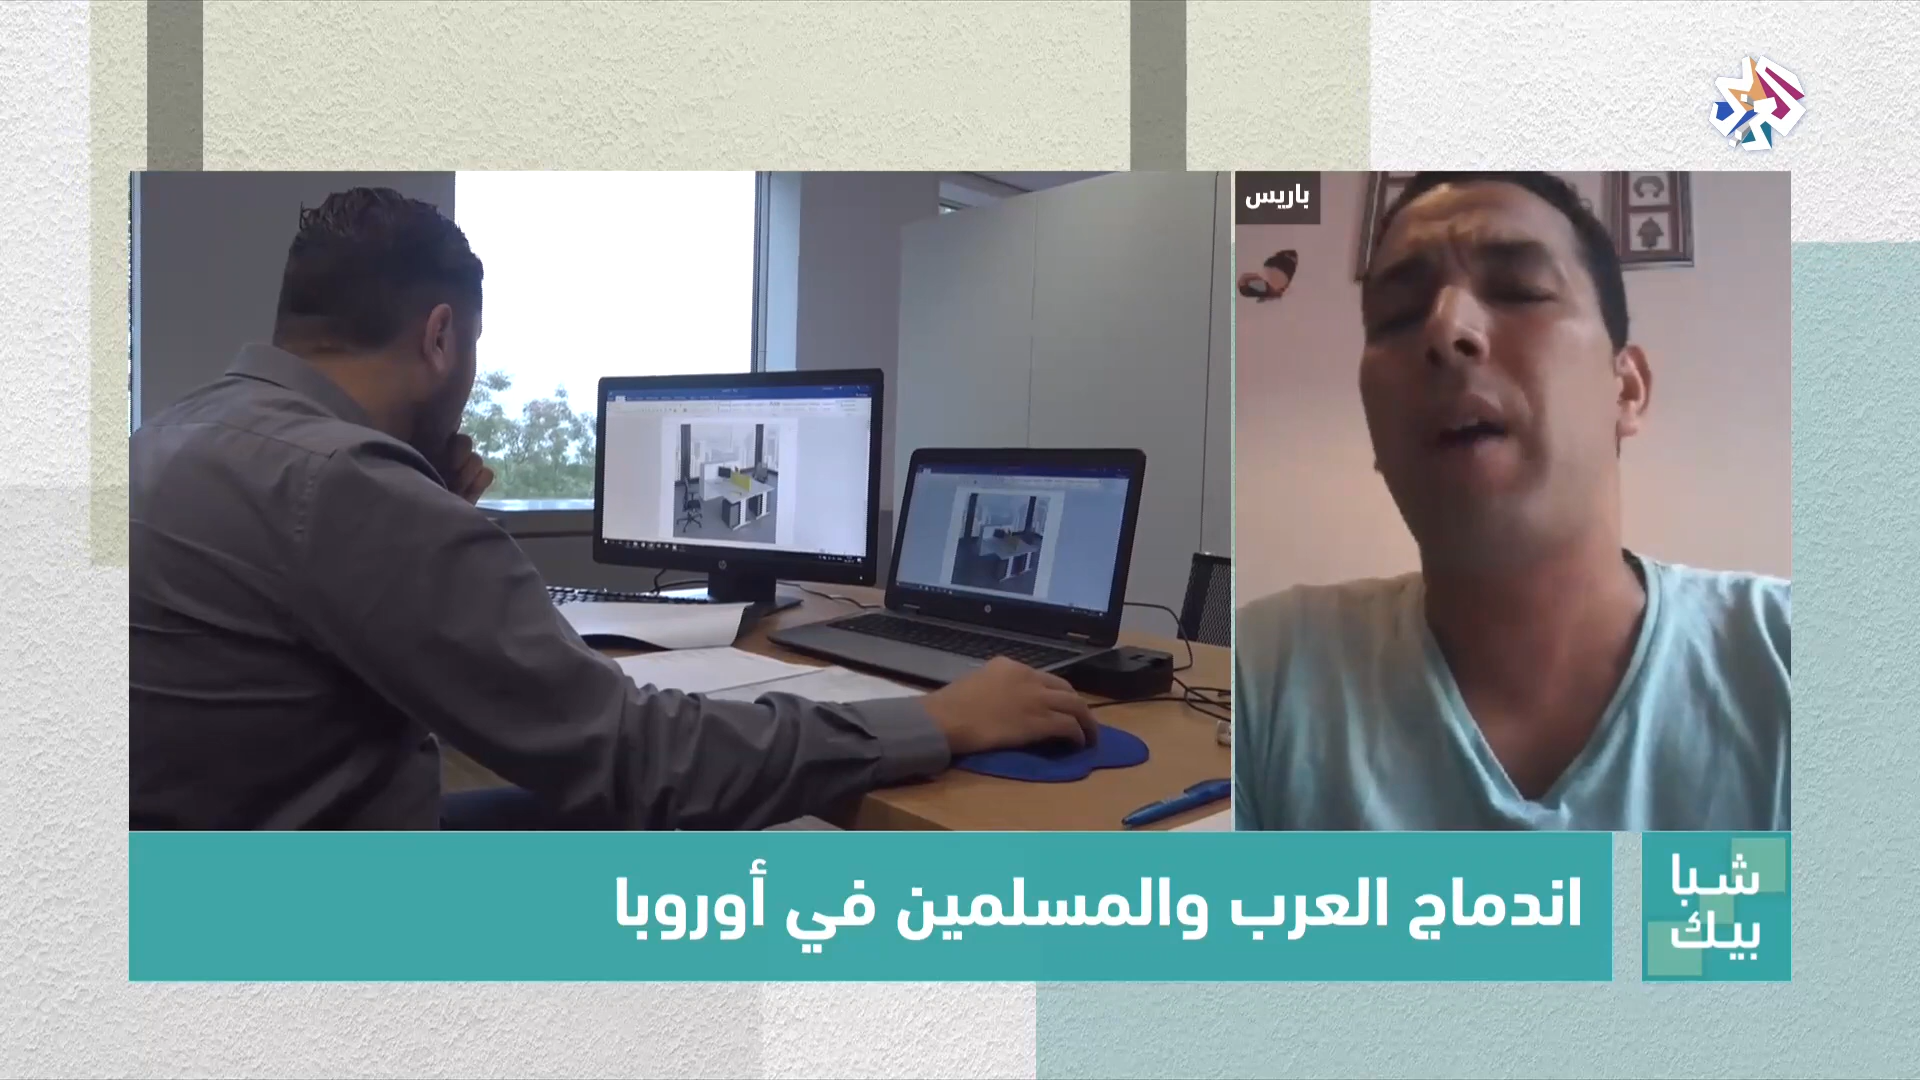 باريس
اندماج العرب والمسلمين في أوروبا
شبا
بيك